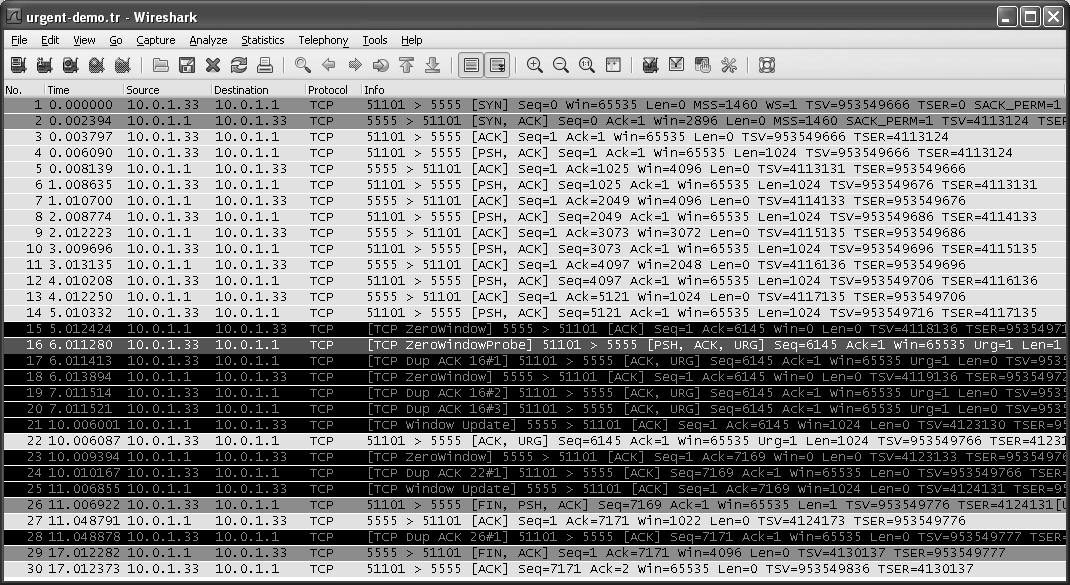 urgent-demo.tr - Wireshark
File Edit View Go Capture Analyze Statistics Telephony Tools Help
No. Time Source Destination Protocol Info
1 0.000000 10.0.1.33 10.0.1.1 TCP 51101 > 5555 [SYN] Seq=0 Win=65535 Len=0 MSS=1460 WS=1 TSV=953549666 TSER=0 SACK_PERM=1
2 0.002394 10.0.1.1 10.0.1.33 TCP 5555 > 51101 [SYN, ACK] Seq=0 Ack=1 Win=2896 Len=0 MSS=1460 SACK_PERM=1 TSV=4113124 TSE
3 0.003797 10.0.1.33 10.0.1.1 TCP 51101 > 5555 [ACK] Seq=1 Ack=1 Win=65535 Len=0 TSV=953549666 TSER=4113124
4 0.006090 10.0.1.33 10.0.1.1 TCP 51101 > 5555 [PSH, ACK] Seq=1 Ack=1 Win=65535 Len=1024 TSV=953549666 TSER=4113124
5 0.008139 10.0.1.1 10.0.1.33 TCP 5555 > 51101 [ACK] Seq=1 Ack=1025 Win=4096 Len=0 TSV=4113131 TSER=953549666
6 1.008635 10.0.1.33 10.0.1.1 TCP 51101 > 5555 [PSH, ACK] Seq=1025 Ack=1 Win=65535 Len=1024 TSV=953549676 TSER=4113131
7 1.010700 10.0.1.1 10.0.1.33 TCP 5555 > 51101 [ACK] Seq=1 Ack=2049 Win=4096 Len=0 TSV=4114133 TSER=953549676
8 2.008774 10.0.1.33 10.0.1.1 TCP 51101 > 5555 [PSH, ACK] Seq=2049 Ack=1 Win=65535 Len=1024 TSV=953549686 TSER=4114133
9 2.012223 10.0.1.1 10.0.1.33 TCP 5555 > 51101 [ACK] Seq=1 Ack=3073 Win=3072 Len=0 TSV=4115135 TSER=953549686
10 3.009696 10.0.1.33 10.0.1.1 TCP 51101 > 5555 [PSH, ACK] Seq=3073 Ack=1 Win=65535 Len=1024 TSV=953549696 TSER=4115135
11 3.013135 10.0.1.1 10.0.1.33 TCP 5555 > 51101 [ACK] Seq=1 Ack=4097 Win=2048 Len=0 TSV=4116136 TSER=953549696
12 4.010208 10.0.1.33 10.0.1.1 TCP 51101 > 5555 [PSH, ACK] Seq=4097 Ack=1 Win=65535 Len=1024 TSV=953549706 TSER=4116136
13 4.012250 10.0.1.1 10.0.1.33 TCP 5555 > 51101 [ACK] Seq=1 Ack=5121 Win=1024 Len=0 TSV=4117135 TSER=953549706
14 5.010332 10.0.1.33 10.0.1.1 TCP 51101 > 5555 [PSH, ACK] Seq=5121 Ack=1 Win=65535 Len=1024 TSV=953549716 TSER=4117135
15 5.012424 10.0.1.1 10.0.1.33 TCP [TCP ZeroWindow] 5555 > 51101 [ACK] Seq=1 Ack=6145 Win=0 Len=0 TSV=4118136 TSER=95354971
16 6.011280 10.0.1.33 10.0.1.1 TCP [TCP ZeroWindowProbe] 51101 > 5555 [PSH, ACK, URG] Seq=6145 Ack=1 Win=65535 Urg=1 Len=1
17 6.011413 10.0.1.33 10.0.1.1 TCP [TCP Dup ACK 16#1] 51101 > 5555 [ACK, URG] Seq=6145 Ack=1 Win=65535 Urg=1 Len=0 TSV=953
18 6.013894 10.0.1.1 10.0.1.33 TCP [TCP ZeroWindow] 5555 > 51101 [ACK] Seq=1 Ack=6145 Win=0 Len=0 TSV=4119136 TSER=95354973
19 7.011514 10.0.1.33 10.0.1.1 TCP [TCP Dup ACK 16#2] 51101 > 5555 [ACK, URG] Seq=6145 Ack=1 Win=65535 Urg=1 Len=0 TSV=953
20 7.011521 10.0.1.33 10.0.1.1 TCP [TCP Dup ACK 16#3] 51101 > 5555 [ACK, URG] Seq=6145 Ack=1 Win=65535 Urg=1 Len=0 TSV=953
21 10.006001 10.0.1.1 10.0.1.33 TCP [TCP Window Update] 5555 > 51101 [ACK] Seq=1 Ack=6145 Win=1024 Len=0 TSV=4123130 TSER=9
22 10.006087 10.0.1.33 10.0.1.1 TCP 51101 > 5555 [ACK, URG] Seq=6145 Ack=1 Win=65535 Urg=1 Len=1024 TSV=953549766 TSER=41231
23 10.009394 10.0.1.1 10.0.1.33 TCP [TCP ZeroWindow] 5555 > 51101 [ACK] Seq=1 Ack=7169 Win=0 Len=0 TSV=4123133 TSER=95354976
24 10.010167 10.0.1.33 10.0.1.1 TCP [TCP Dup ACK 22#1] 51101 > 5555 [ACK] Seq=7169 Ack=1 Win=65535 Len=0 TSV=953549766 TSER=
25 11.006855 10.0.1.1 10.0.1.33 TCP [TCP Window Update] 5555 > 51101 [ACK] Seq=1 Ack=7169 Win=1024 Len=0 TSV=4124131 TSER=9
26 11.006922 10.0.1.33 10.0.1.1 TCP 51101 > 5555 [FIN, PSH, ACK] Seq=7169 Ack=1 Win=65535 Len=1 TSV=953549776 TSER=4124131[
27 11.048791 10.0.1.1 10.0.1.33 TCP 5555 > 51101 [ACK] Seq=1 Ack=7171 Win=1022 Len=0 TSV=4124173 TSER=953549776
28 11.048878 10.0.1.33 10.0.1.1 TCP [TCP Dup ACK 26#1] 51101 > 5555 [ACK] Seq=7171 Ack=1 Win=65535 Len=0 TSV=953549777 TSER=
29 17.012282 10.0.1.1 10.0.1.33 TCP 5555 > 51101 [FIN, ACK] Seq=1 Ack=7171 Win=4096 Len=0 TSV=4130137 TSER=953549777
30 17.012373 10.0.1.33 10.0.1.1 TCP 51101 > 5555 [ACK] Seq=7171 Ack=2 Win=65535 Len=0 TSV=953549836 TSER=4130137